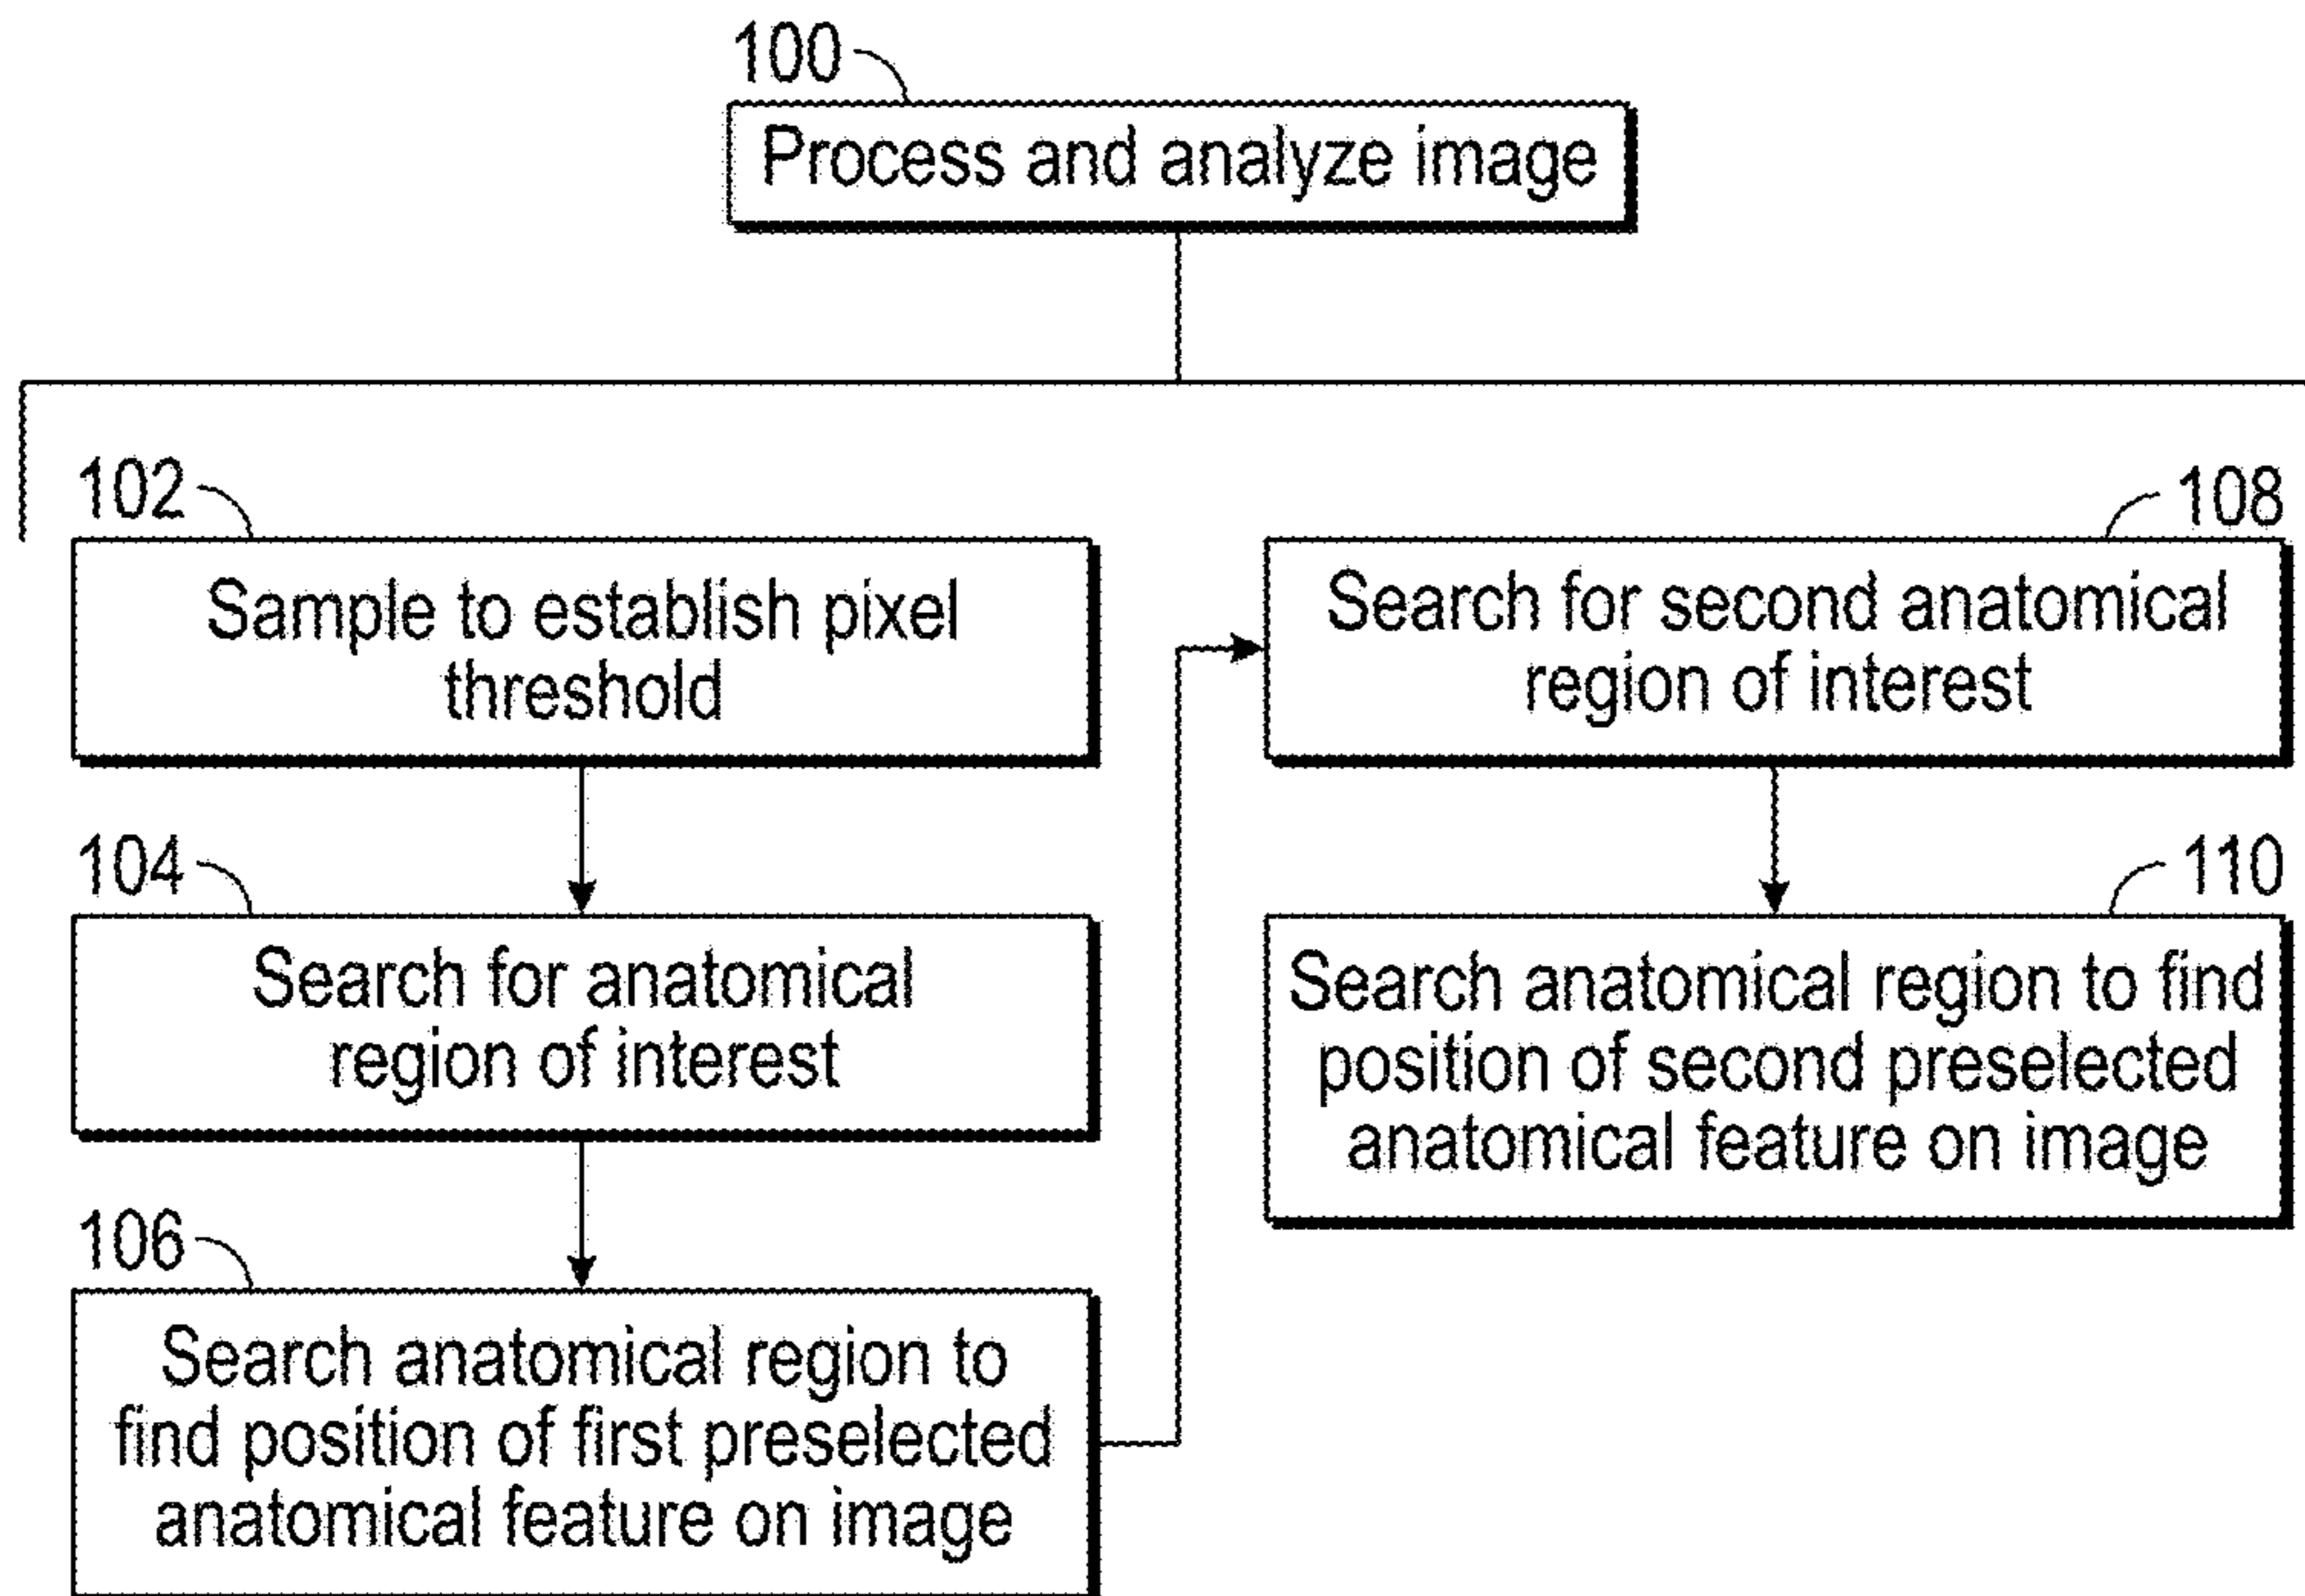 100
Process and analyze image
102
Sample to establish pixel
threshold
104
Search for anatomical
region of interest
106
Search anatomical region to
find position of first preselected
anatomical feature on image
108
Search for second anatomical
region of interest
110
Search anatomical region to find
position of second preselected
anatomical feature on image